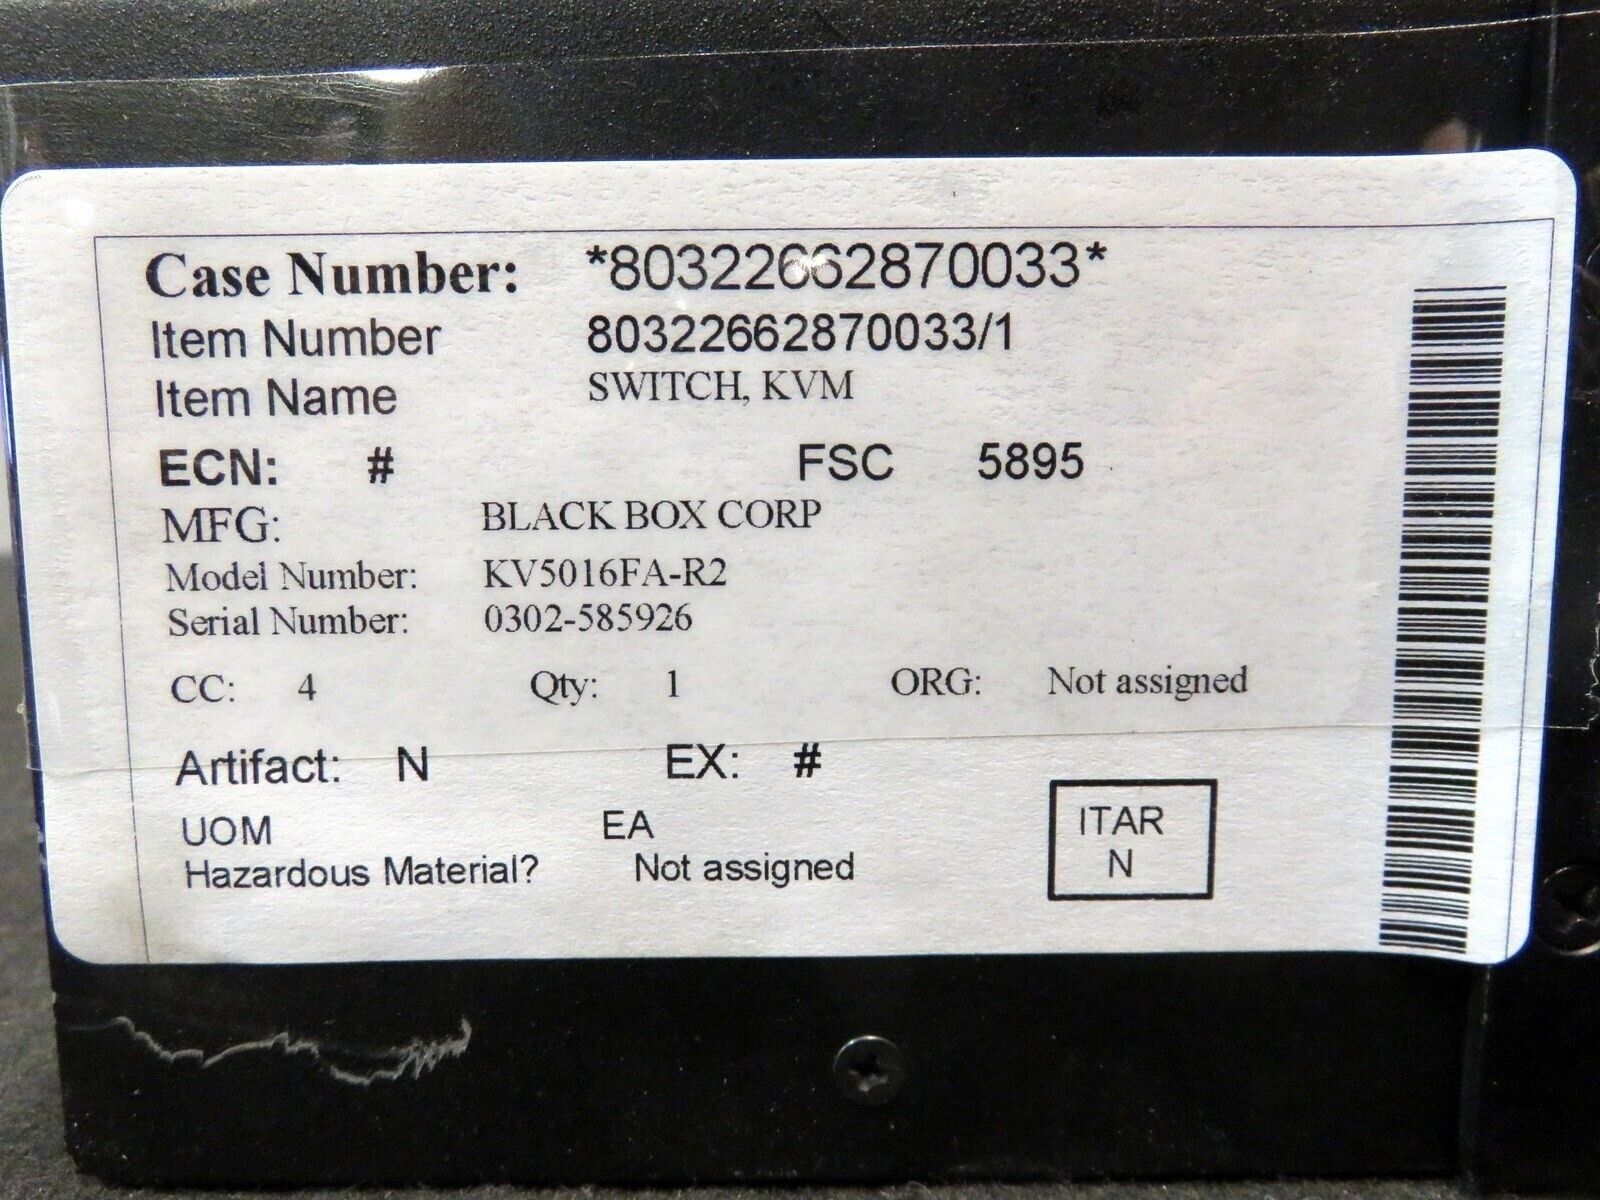 Case Number: *80322662870033*
Item Number 80322662870033/1
Item Name SWITCH, KVM
ECN: # FSC 5895
MFG: BLACK BOX CORP
Model Number: KV5016FA-R2
Serial Number: 0302-585926
CC: 4 Qty: 1 ORG: Not assigned
Artifact: N EX: #
UOM EA
Hazardous Material? Not assigned
ITAR
N